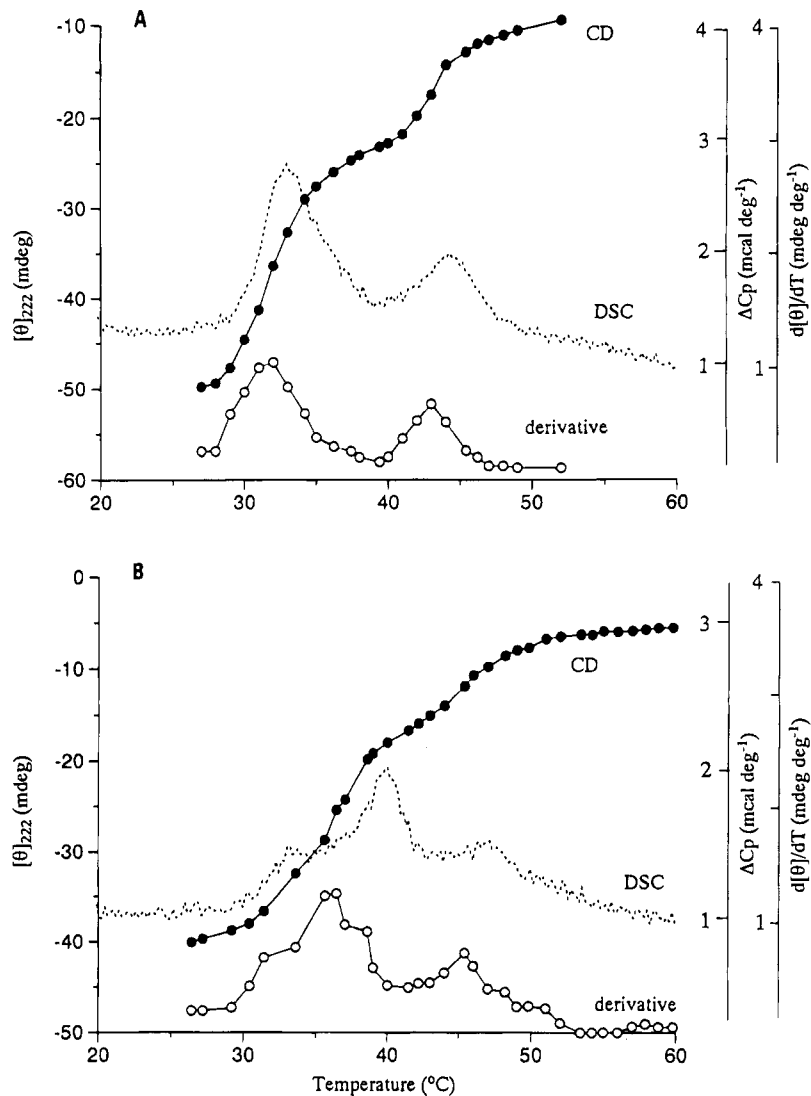 A
-10
-20
-30
-40
-50
-60
[θ]₂₂₂ (mdeg)
CD
DSC
derivative
4
3
2
1
ΔCp (mcal deg⁻¹)
4
1
d[θ]/dT (mdeg deg⁻¹)
20 30 40 50 60
B
0
-10
-20
-30
-40
-50
[θ]₂₂₂ (mdeg)
CD
DSC
derivative
3
2
1
ΔCp (mcal deg⁻¹)
4
1
d[θ]/dT (mdeg deg⁻¹)
20 30 40 50 60
Temperature (°C)